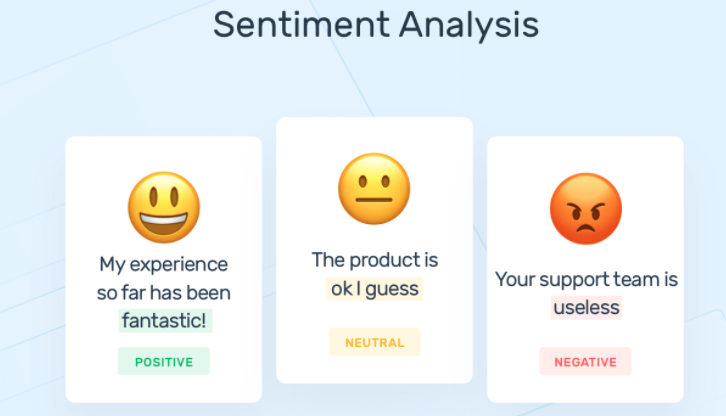 Sentiment Analysis
My experience
so far has been
fantastic!
POSITIVE
The product is
ok I guess
NEUTRAL
Your support team is
useless
NEGATIVE